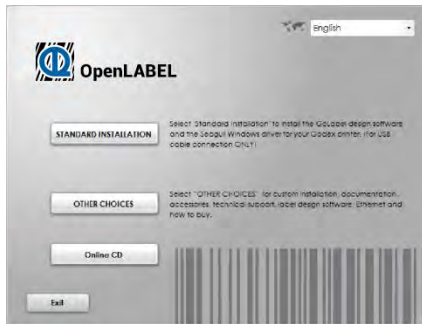 English
OpenLABEL
STANDARD INSTALLATION
Select 'Standard Installation' to install the GoLabel design software
and the Seagull Windows driver for your Godex printer. (For USB
cable connection ONLY)
OTHER CHOICES
Select "OTHER CHOICES" for custom installation, documentation,
accessories, technical support, label design software, Ethernet and
how to buy.
Online CD
Exit